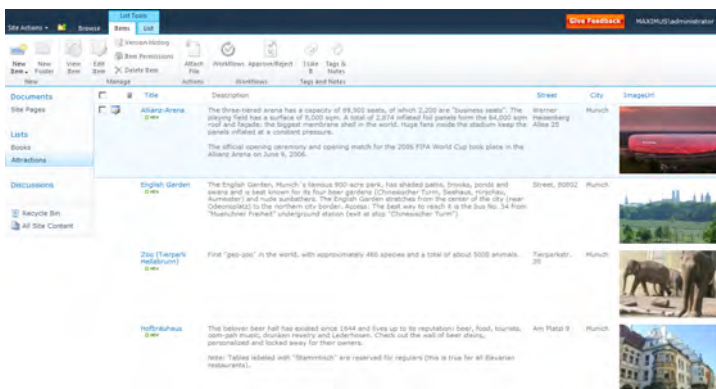 List Tools
Site Actions
Browse
Items
List
Give Feedback
MAXIMUS\administrator
New Item
New Folder
View Item
Edit Item
Version History
Item Permissions
Delete Item
Attach File
Workflows
Approve/Reject
I Like It
Tags & Notes
New
Manage
Actions
Workflows
Tags and Notes
Documents
Site Pages
Lists
Books
Attractions
Discussions
Recycle Bin
All Site Content
Title
Description
Street
City
ImageUrl
Allianz-Arena
NEW
The three-tiered arena has a capacity of 69,900 seats, of which 2,200 are "business seats". The
playing field has a surface of 8,000 sqm. A total of 2,874 inflated foil panels form the 64,000 sqm
roof and façade: the biggest membrane shell in the world. Huge fans inside the stadium keep the
panels inflated at a constant pressure.
The official opening ceremony and opening match for the 2006 FIFA World Cup took place in the
Allianz Arena on June 9, 2006.
Werner
Heisenberg
Allee 25
Munich
English Garden
NEW
The English Garden, Munich´s famous 900-acre park, has shaded paths, brooks, ponds and
swans and is best known for its four beer gardens (Chinesischer Turm, Seehaus, Hirschau,
Aumeister) and nude sunbathers. The English Garden stretches from the center of the city (near
Odeonsplatz) to the northern city border. Access: The best way to reach it is the bus No. 54 from
"Muenchner Freiheit" underground station (exit at stop "Chinesischer Turm")
Street, 80802
Munich
Zoo (Tierpark
Hellabrunn)
NEW
First "geo-zoo" in the world, with approximately 460 species and a total of about 5000 animals.
Tierparkstr.
Munich
Hofbräuhaus
NEW
The belover beer hall has existed since 1644 and lives up to its reputation: beer, food, tourists,
oom-pah music, drunken revelry and Lederhosen. Check out the wall of beer steins,
personalized and locked away for their owners.
Note: Tables labeled with "Stammtisch" are reserved for regulars (this is true for all Bavarian
restaurants).
Am Platzl 9
Munich